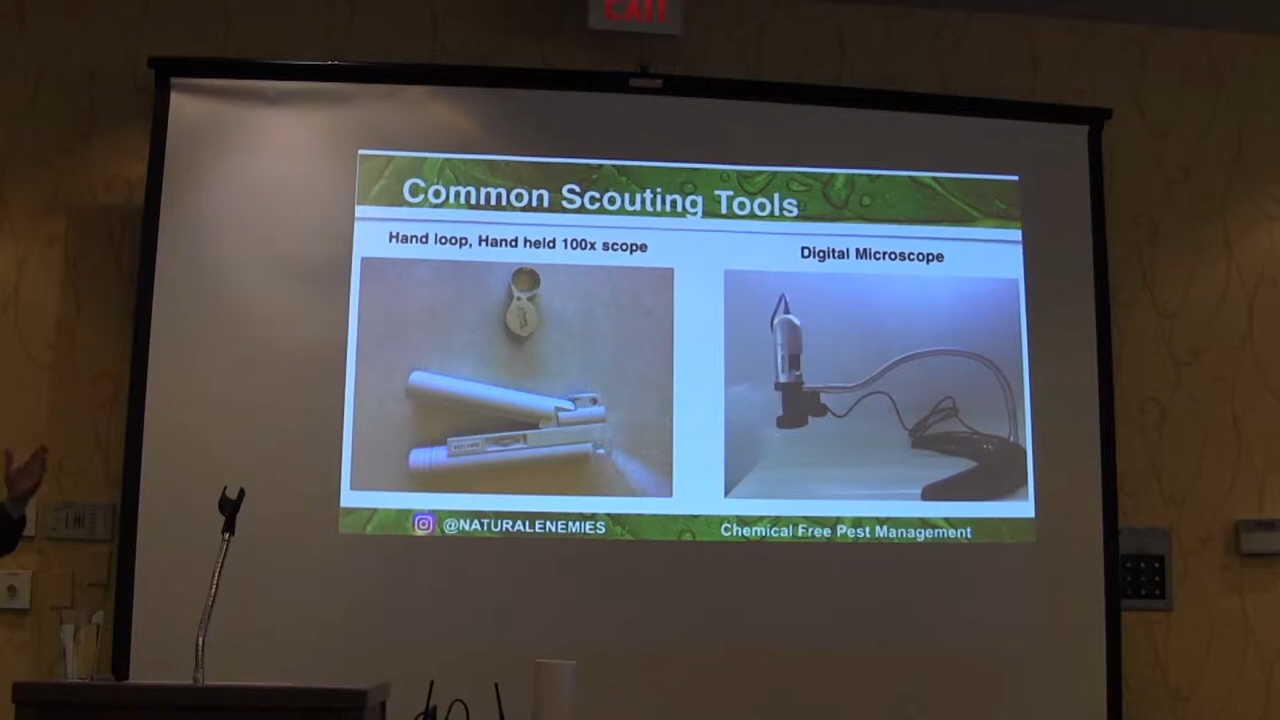 EXIT
Common Scouting Tools
Hand loop, Hand held 100x scope
Digital Microscope
@NATURALENEMIES
Chemical Free Pest Management